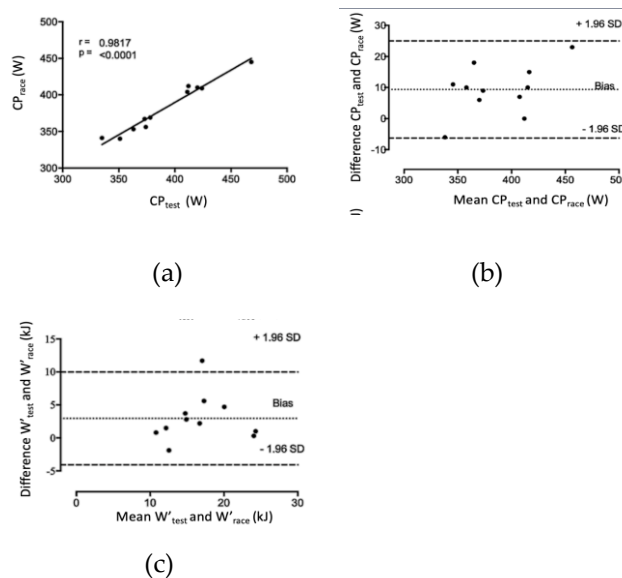 500
450
400
350
300
CPrace (W)
r = 0.9817
p = <0.0001
300 350 400 450 500
CPtest (W)
(a)
30
20
10
0
-10
Difference CPtest and CPrace (W)
+ 1.96 SD
Bias
- 1.96 SD
300 350 400 450 50
Mean CPtest and CPrace (W)
(b)
15
10
5
0
-5
Difference W'test and W'race (kJ)
+ 1.96 SD
Bias
- 1.96 SD
0 10 20 30
Mean W'test and W'race (kJ)
(c)